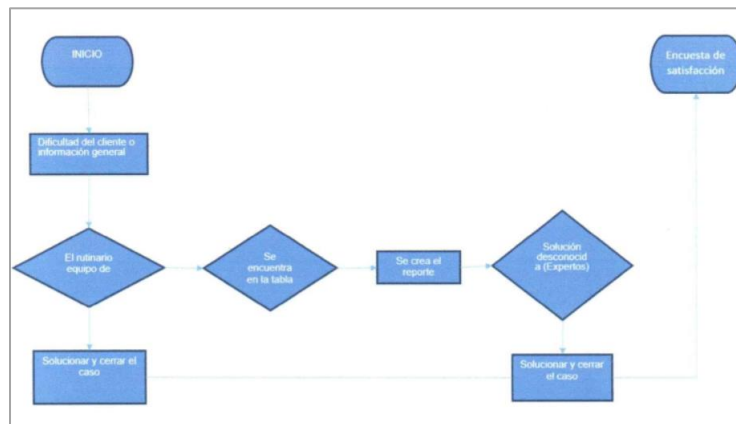 INICIO
Encuesta de
satisfacción
Dificultad del cliente o
información general
El rutinario
equipo de
Se
encuentra
en la tabla
Se crea el
reporte
Solución
desconocid
a (Expertos)
Solucionar y cerrar el
caso
Solucionar y cerrar
el caso